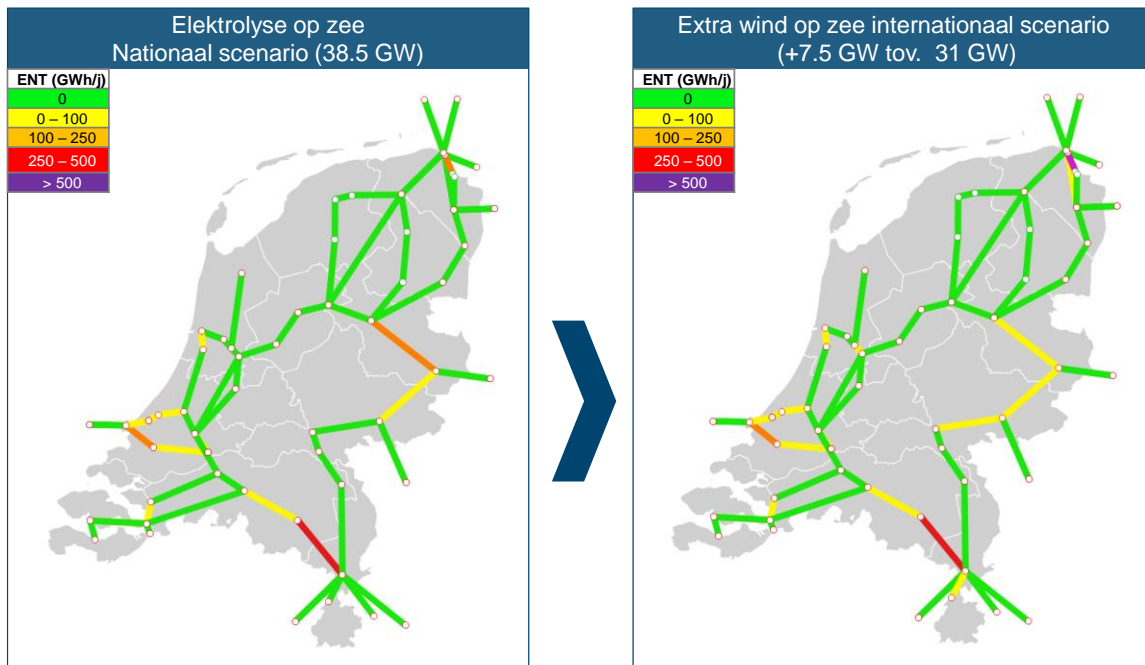 Elektrolyse op zee
Nationaal scenario (38.5 GW)
ENT (GWh/j)
0
0 – 100
100 – 250
250 – 500
> 500
Extra wind op zee internationaal scenario
(+7.5 GW tov.  31 GW)
ENT (GWh/j)
0
0 – 100
100 – 250
250 – 500
> 500